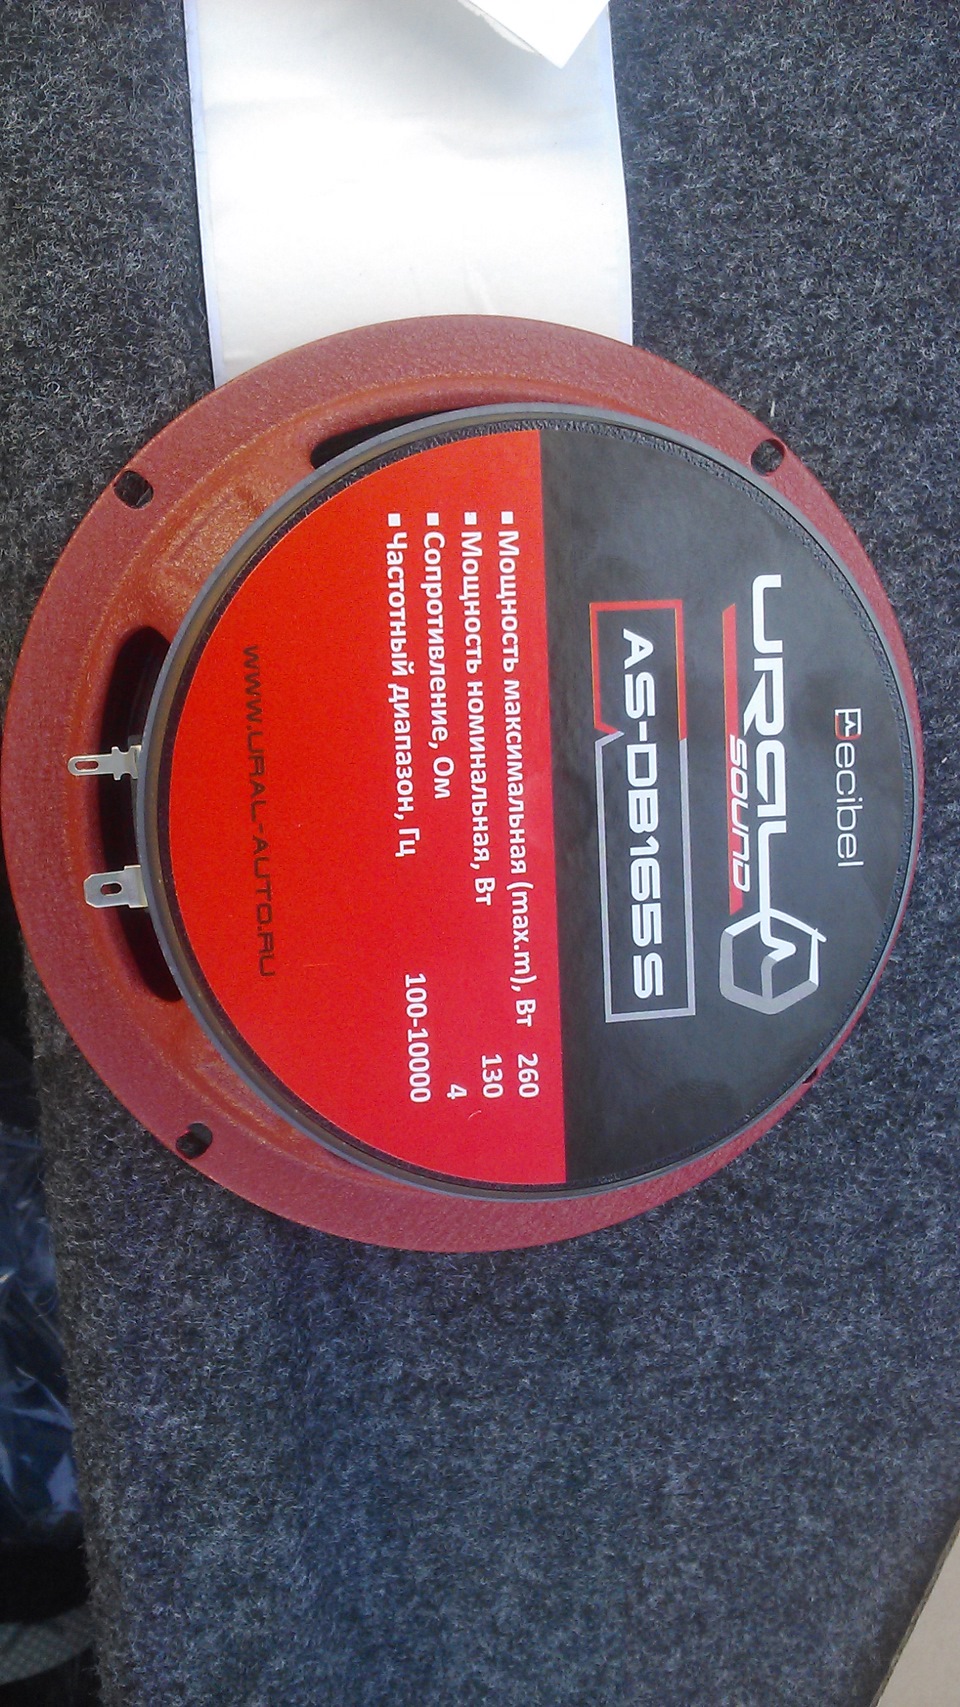 Decibel
URAL
SOUND
AS-DB165S
▪ Мощность максимальная (max.m), Вт 260
▪ Мощность номинальная, Вт 130
▪ Сопротивление, Ом 4
▪ Частотный диапазон, Гц 100-10000
WWW.URAL-AUTO.RU